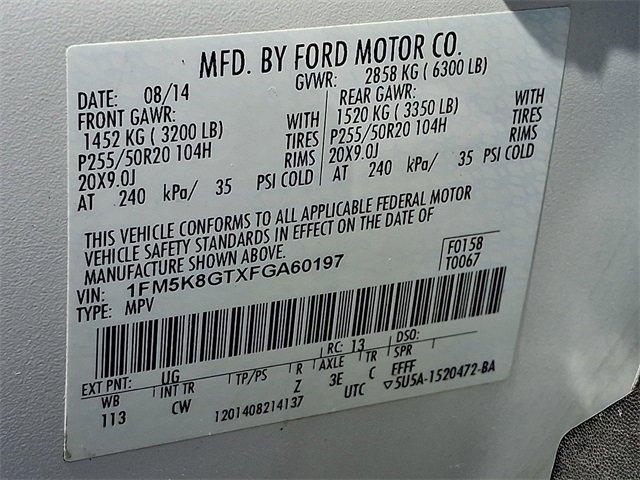 MFD. BY FORD MOTOR CO.
DATE: 08/14 GVWR: 2858 KG ( 6300 LB)
FRONT GAWR: REAR GAWR:
1452 KG ( 3200 LB) WITH 1520 KG ( 3350 LB) WITH
P255/50R20 104H TIRES P255/50R20 104H TIRES
20X9.0J RIMS 20X9.0J RIMS
AT 240 kPa/ 35 PSI COLD AT 240 kPa/ 35 PSI COLD
THIS VEHICLE CONFORMS TO ALL APPLICABLE FEDERAL MOTOR
VEHICLE SAFETY STANDARDS IN EFFECT ON THE DATE OF
MANUFACTURE SHOWN ABOVE. F0158
VIN: 1FM5K8GTXFGA60197 T0067
TYPE: MPV
EXT PNT: UG RC: 13 DSO:
WB INT TR TP/PS R AXLE TR SPR
113 CW Z 3E C EFFF
1201408214137 UTC ▽5U5A-1520472-BA